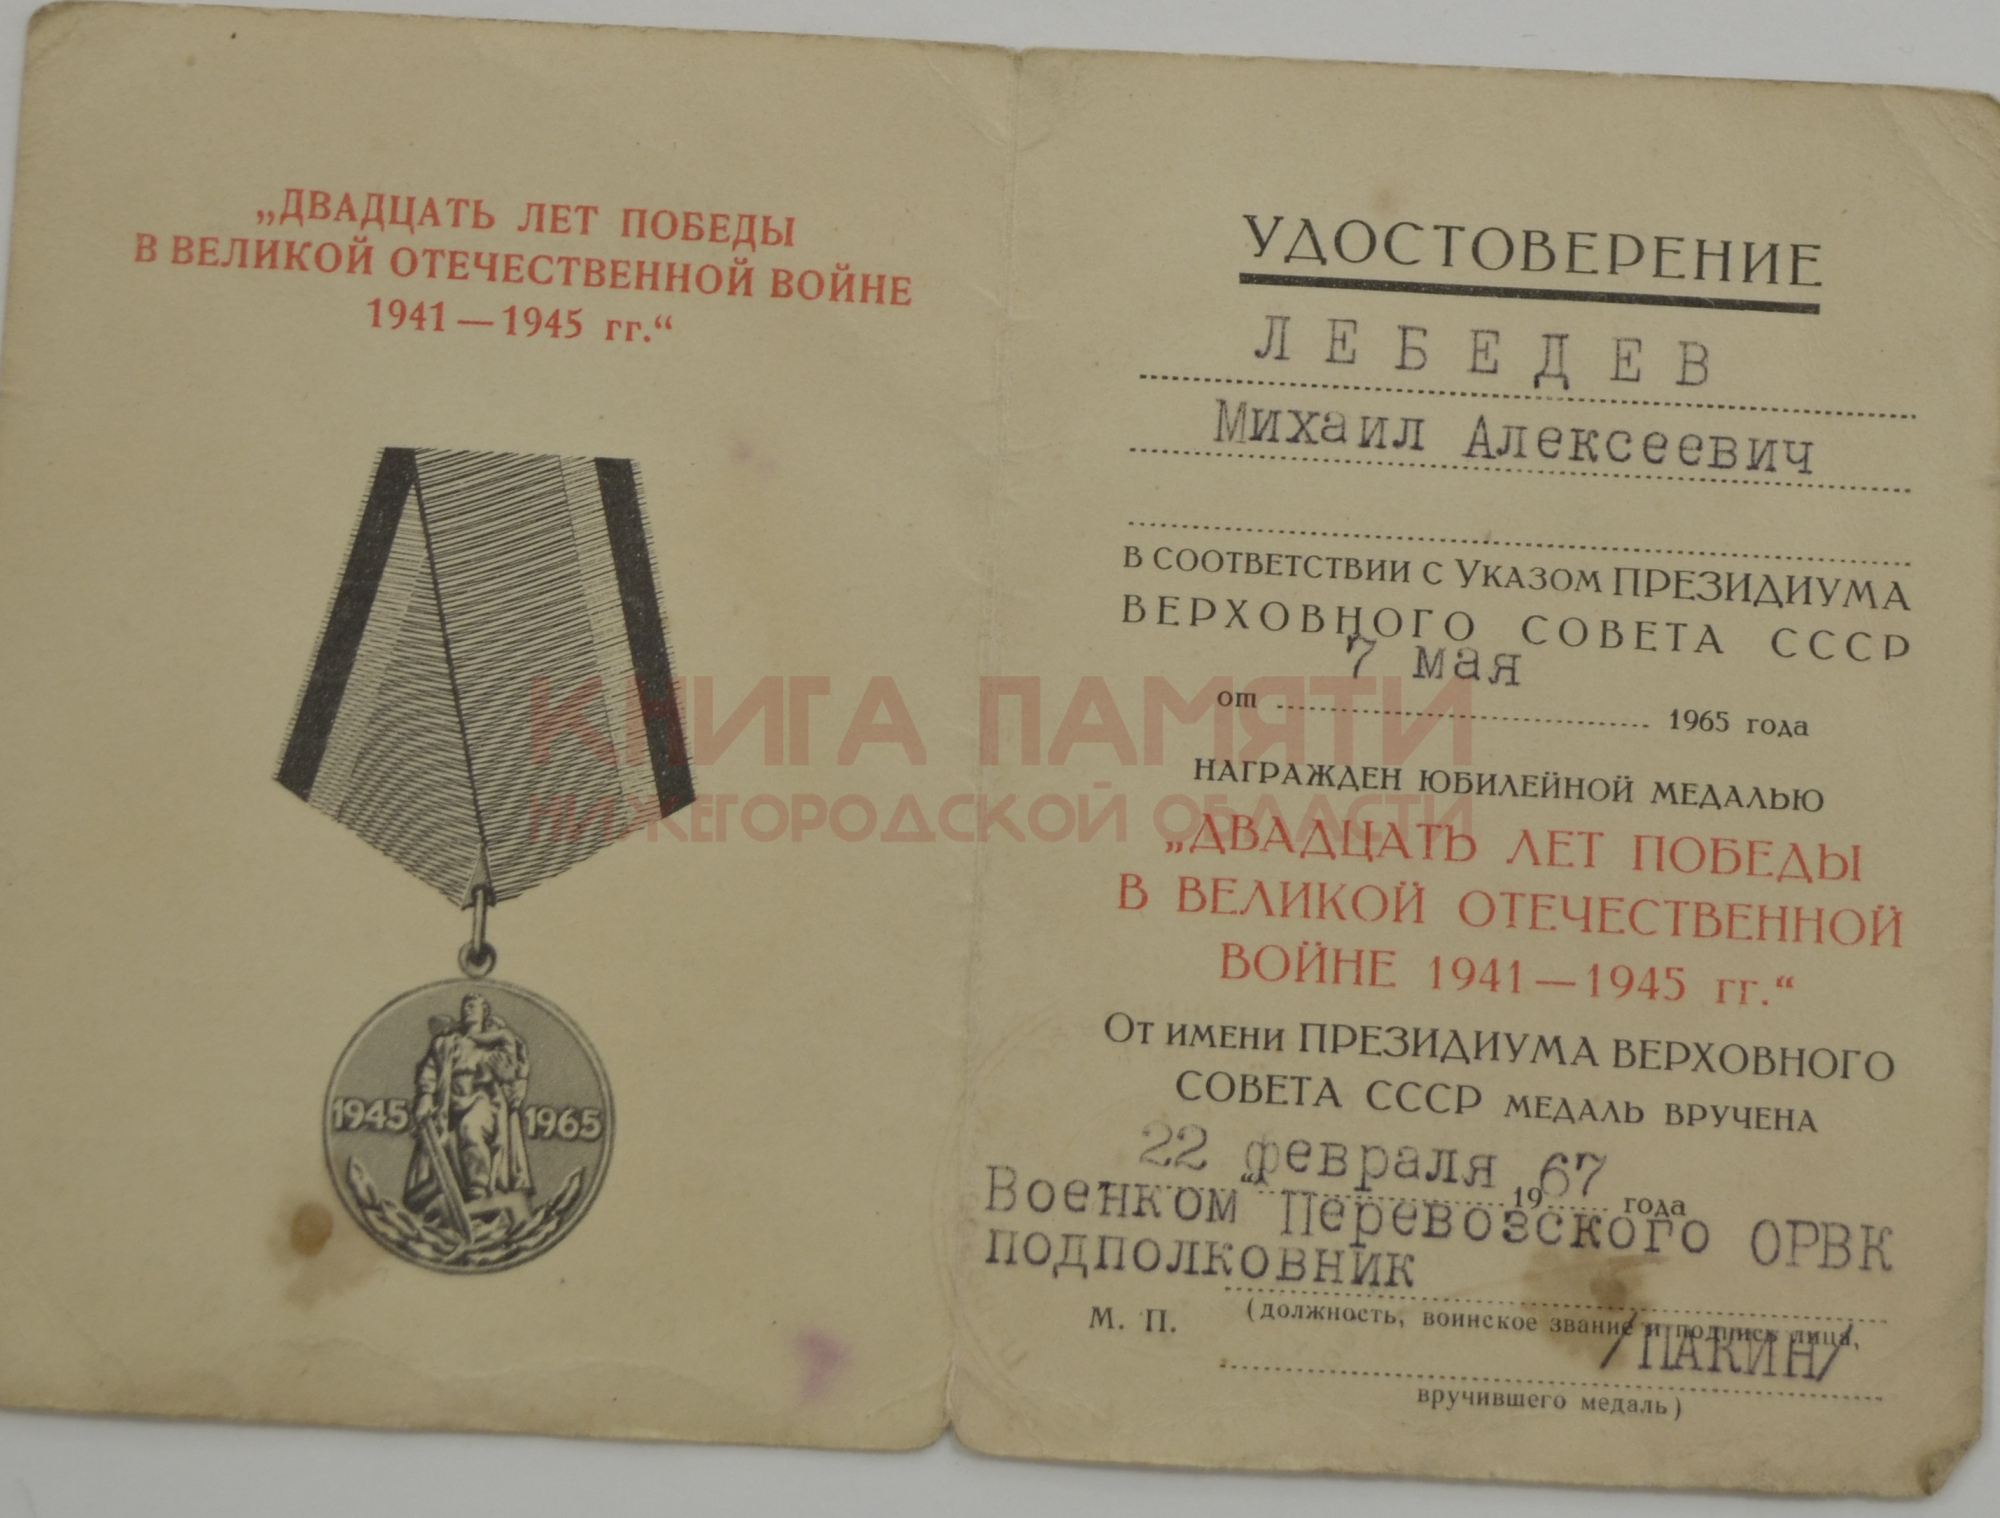 „ДВАДЦАТЬ ЛЕТ ПОБЕДЫ
В ВЕЛИКОЙ ОТЕЧЕСТВЕННОЙ ВОЙНЕ
1941—1945 гг.“
1945 1965
УДОСТОВЕРЕНИЕ
ЛЕБЕДЕВ
Михаил Алексеевич
В СООТВЕТСТВИИ С УКАЗОМ ПРЕЗИДИУМА
ВЕРХОВНОГО СОВЕТА СССР
от 7 мая 1965 года
НАГРАЖДЕН ЮБИЛЕЙНОЙ МЕДАЛЬЮ
„ДВАДЦАТЬ ЛЕТ ПОБЕДЫ
В ВЕЛИКОЙ ОТЕЧЕСТВЕННОЙ
ВОЙНЕ 1941—1945 гг.“
ОТ ИМЕНИ ПРЕЗИДИУМА ВЕРХОВНОГО
СОВЕТА СССР МЕДАЛЬ ВРУЧЕНА
22 февраля 1967 года
Военком Перевозского ОРВК
подполковник
М. П. (должность, воинское звание и подпись лица,
/ПАКИН/
вручившего медаль)
КНИГА ПАМЯТИ
НИЖЕГОРОДСКОЙ ОБЛАСТИ